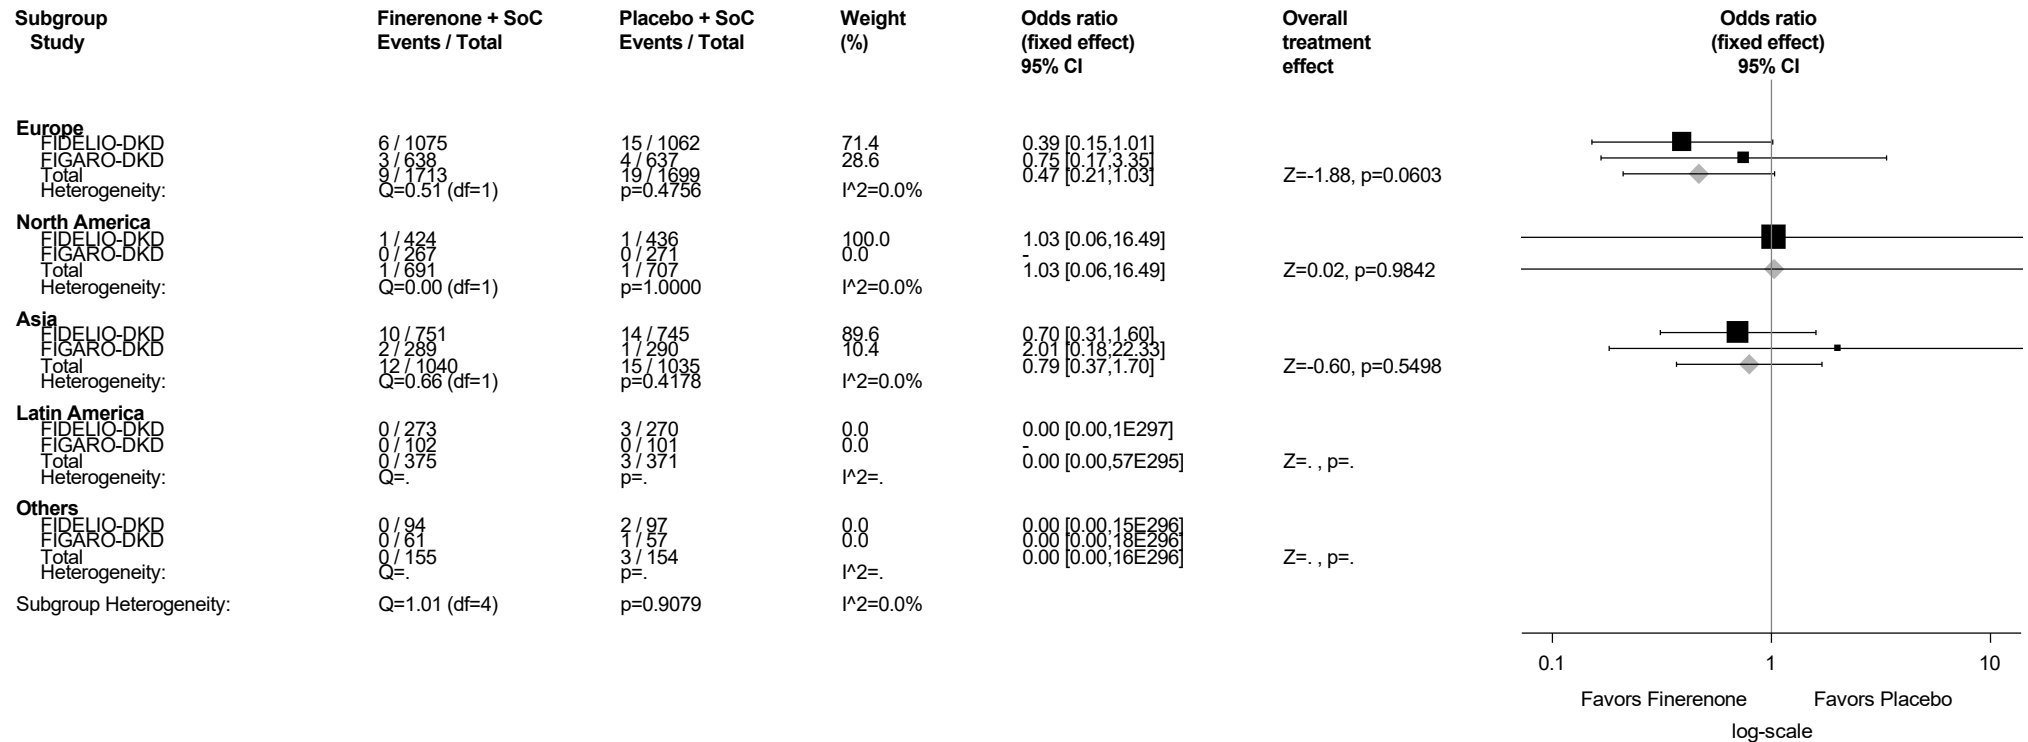 Subgroup Finerenone + SoC Placebo + SoC Weight Odds ratio Overall Odds ratio
Study Events / Total Events / Total (%) (fixed effect) treatment (fixed effect)
95% CI effect 95% CI
Europe
FIDELIO-DKD 6 / 1075 15 / 1062 71.4 0.39 [0.15,1.01]
FIGARO-DKD 3 / 638 4 / 637 28.6 0.75 [0.17,3.35]
Total 9 / 1713 19 / 1699 0.47 [0.21,1.03] Z=-1.88, p=0.0603
Heterogeneity: Q=0.51 (df=1) p=0.4756 I^2=0.0%
North America
FIDELIO-DKD 1 / 424 1 / 436 100.0 1.03 [0.06,16.49]
FIGARO-DKD 0 / 267 0 / 271 0.0 -
Total 1 / 691 1 / 707 1.03 [0.06,16.49] Z=0.02, p=0.9842
Heterogeneity: Q=0.00 (df=1) p=1.0000 I^2=0.0%
Asia
FIDELIO-DKD 10 / 751 14 / 745 89.6 0.70 [0.31,1.60]
FIGARO-DKD 2 / 289 1 / 290 10.4 2.01 [0.18,22.33]
Total 12 / 1040 15 / 1035 0.79 [0.37,1.70] Z=-0.60, p=0.5498
Heterogeneity: Q=0.66 (df=1) p=0.4178 I^2=0.0%
Latin America
FIDELIO-DKD 0 / 273 3 / 270 0.0 0.00 [0.00,1E297]
FIGARO-DKD 0 / 102 0 / 101 0.0 -
Total 0 / 375 3 / 371 0.00 [0.00,57E295] Z=. , p=.
Heterogeneity: Q=. p=. I^2=.
Others
FIDELIO-DKD 0 / 94 2 / 97 0.0 0.00 [0.00,15E296]
FIGARO-DKD 0 / 61 1 / 57 0.0 0.00 [0.00,18E296]
Total 0 / 155 3 / 154 0.00 [0.00,16E296] Z=. , p=.
Heterogeneity: Q=. p=. I^2=.
Subgroup Heterogeneity: Q=1.01 (df=4) p=0.9079 I^2=0.0%
0.1 1 10
Favors Finerenone Favors Placebo
log-scale